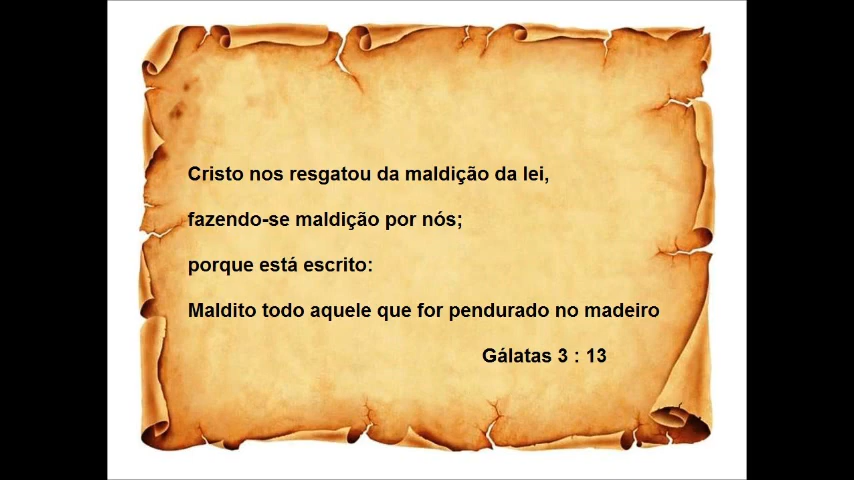 Cristo nos resgatou da maldição da lei,
fazendo-se maldição por nós;
porque está escrito:
Maldito todo aquele que for pendurado no madeiro
Gálatas 3 : 13